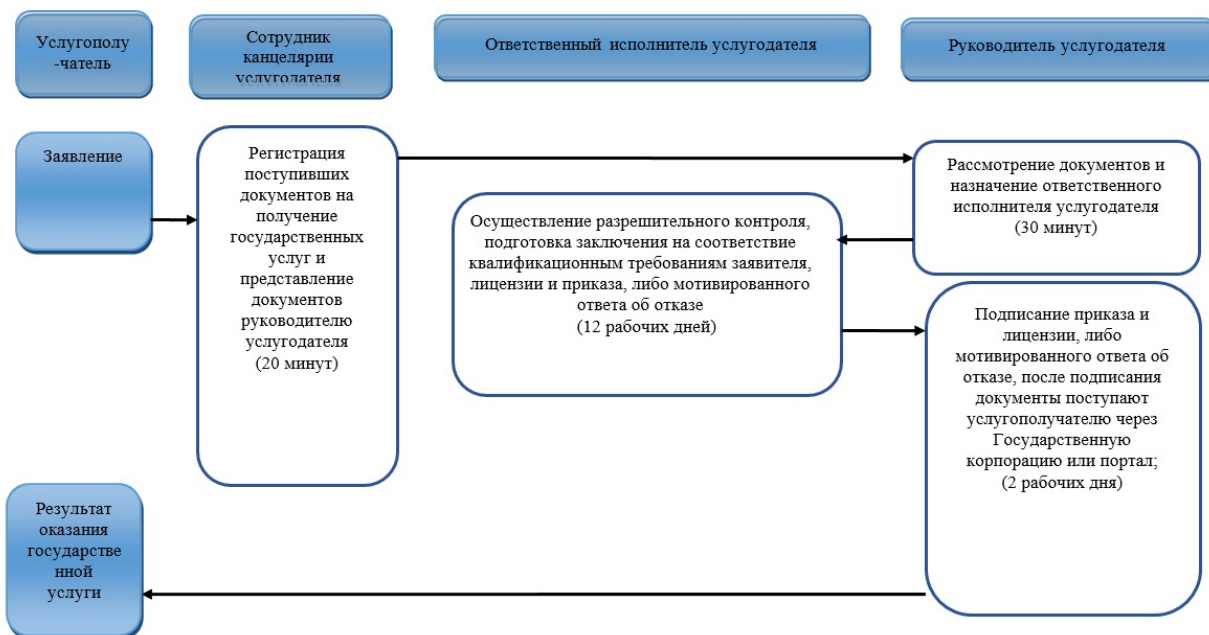 Услугополу
-чатель
Сотрудник
канцелярии
услугодателя
Ответственный исполнитель услугодателя
Руководитель услугодателя
Заявление
Регистрация
поступивших
документов на
получение
государственных
услуг и
представление
документов
руководителю
услугодателя
(20 минут)
Рассмотрение документов и
назначение ответственного
исполнителя услугодателя
(30 минут)
Осуществление разрешительного контроля,
подготовка заключения на соответствие
квалификационным требованиям заявителя,
лицензии и приказа, либо мотивированного
ответа об отказе
(12 рабочих дней)
Подписание приказа и
лицензии, либо
мотивированного ответа об
отказе, после подписания
документы поступают
услугополучателю через
Государственную
корпорацию или портал;
(2 рабочих дня)
Результат
оказания
государстве
нной
услуги